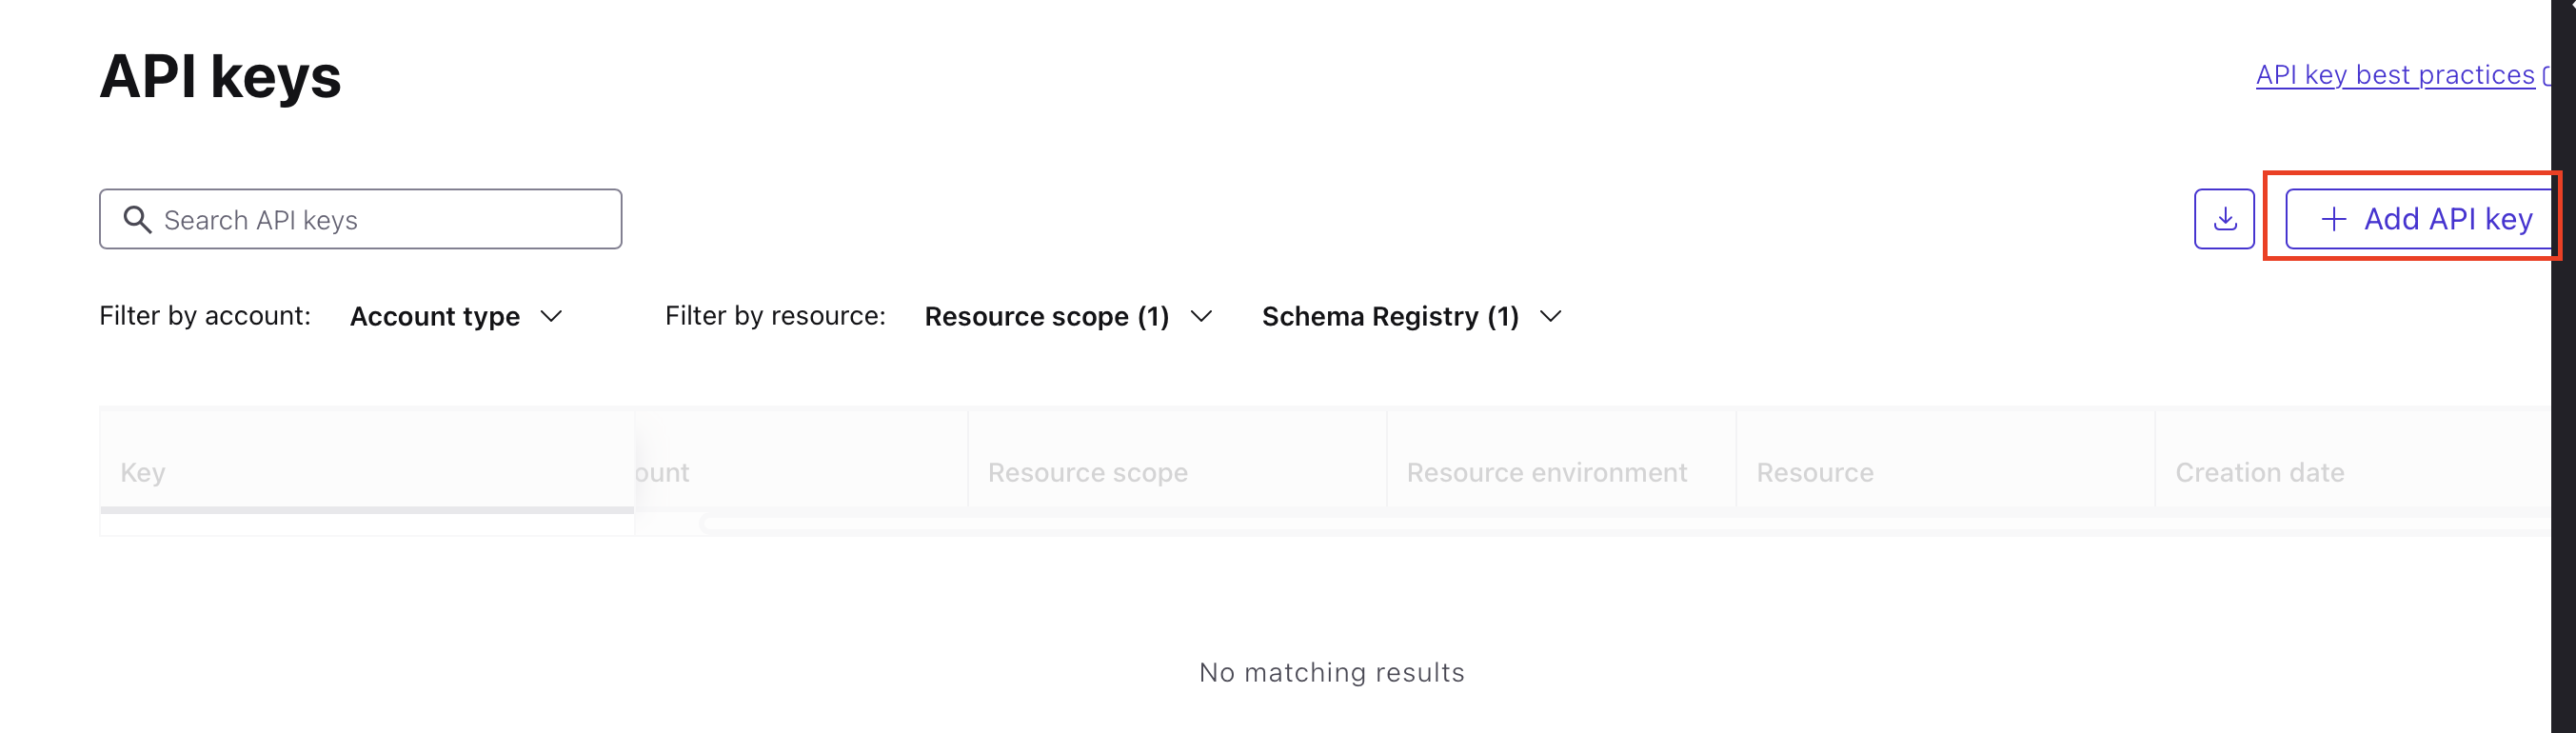 API keys
API key best practices
Search API keys
Add API key
Filter by account: Account type Filter by resource: Resource scope (1) Schema Registry (1)
Key ount Resource scope Resource environment Resource Creation date
No matching results